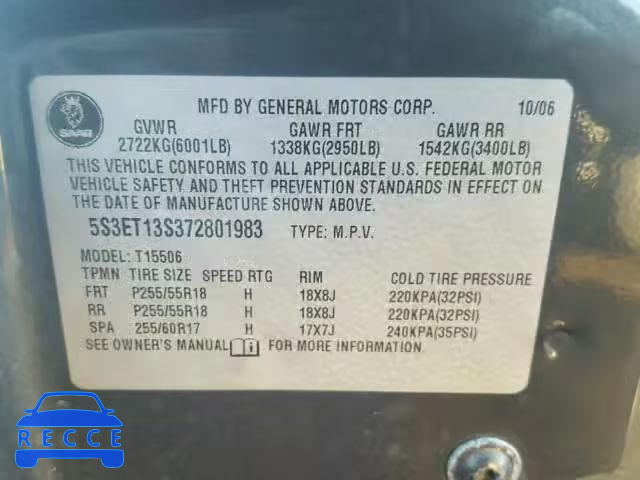 SAAB
MFD BY GENERAL MOTORS CORP. 10/06
GVWR GAWR FRT GAWR RR
2722KG(6001LB) 1338KG(2950LB) 1542KG(3400LB)
THIS VEHICLE CONFORMS TO ALL APPLICABLE U.S. FEDERAL MOTOR
VEHICLE SAFETY AND THEFT PREVENTION STANDARDS IN EFFECT ON
THE DATE OF MANUFACTURE SHOWN ABOVE.
5S3ET13S372801983 TYPE: M.P.V.
MODEL: T15506
TPMN TIRE SIZE SPEED RTG RIM COLD TIRE PRESSURE
FRT P255/55R18 H 18X8J 220KPA(32PSI)
RR P255/55R18 H 18X8J 220KPA(32PSI)
SPA 255/60R17 H 17X7J 240KPA(35PSI)
SEE OWNER'S MANUAL FOR MORE INFORMATION.
RECCE